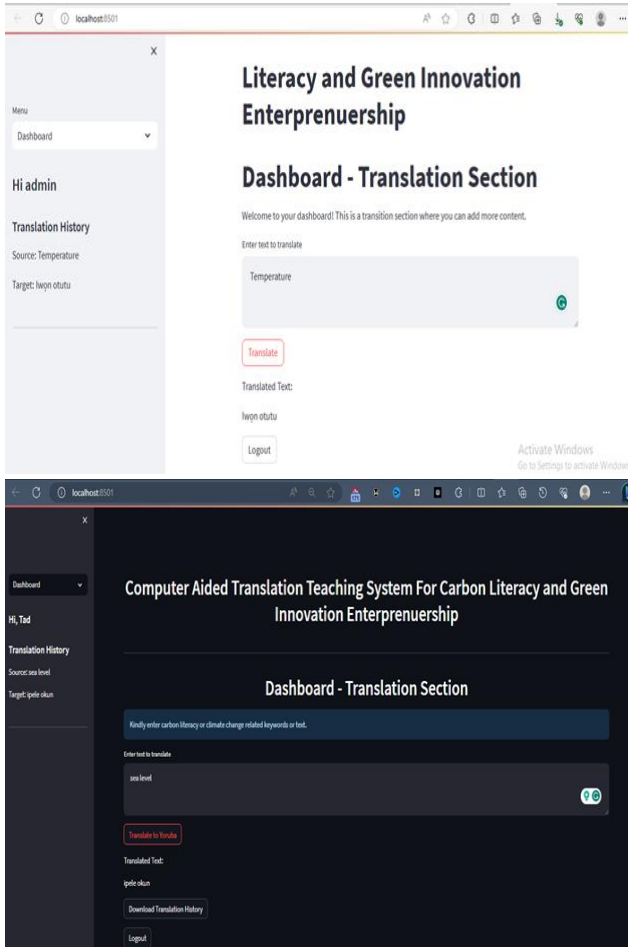 localhost:8501
X
Menu
Dashboard
Hi admin
Translation History
Source: Temperature
Target: Iwọn otutu
Literacy and Green Innovation
Enterprenuership
Dashboard - Translation Section
Welcome to your dashboard! This is a transition section where you can add more content.
Enter text to translate
Temperature
Translate
Translated Text:
Iwọn otutu
Logout
Activate Windows
Go to Settings to activate Windows
localhost:8501
X
Dashboard
Hi, Tad
Translation History
Source: sea level
Target: ipele okun
Computer Aided Translation Teaching System For Carbon Literacy and Green
Innovation Enterprenuership
Dashboard - Translation Section
Kindly enter carbon literacy or climate change related keywords or text.
Enter text to translate
sea level
Translate to Yoruba
Translated Text:
ipele okun
Download Translation History
Logout